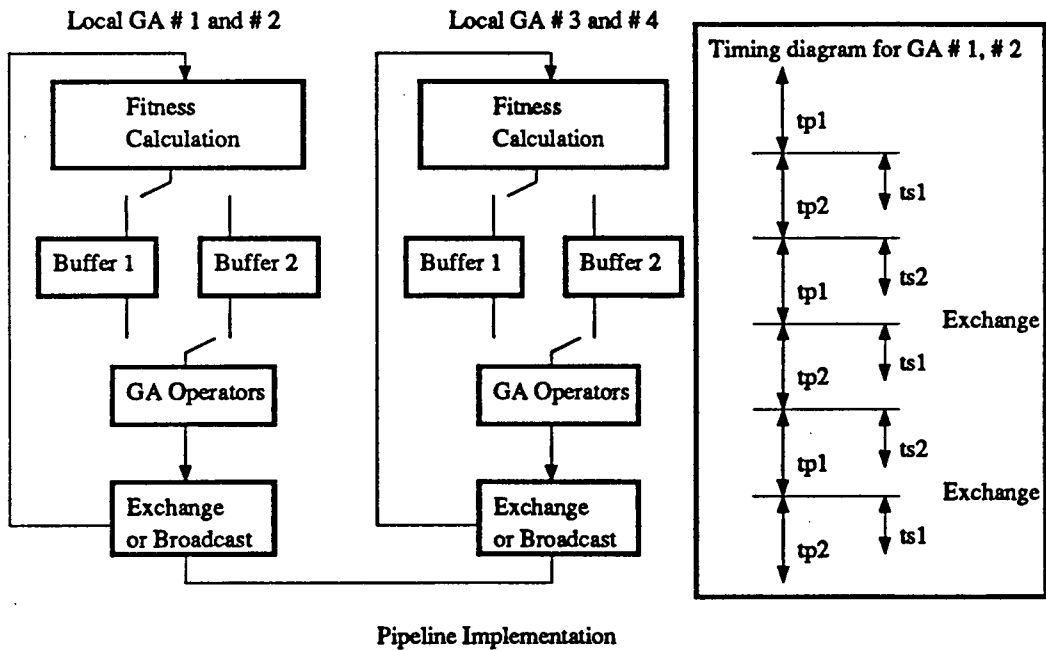 Local GA # 1 and # 2
Fitness
Calculation
Buffer 1
Buffer 2
GA Operators
Exchange
or Broadcast
Local GA # 3 and # 4
Fitness
Calculation
Buffer 1
Buffer 2
GA Operators
Exchange
or Broadcast
Timing diagram for GA # 1, # 2
tp1
tp2
ts1
tp1
ts2
Exchange
tp2
ts1
tp1
ts2
Exchange
tp2
ts1
Pipeline Implementation